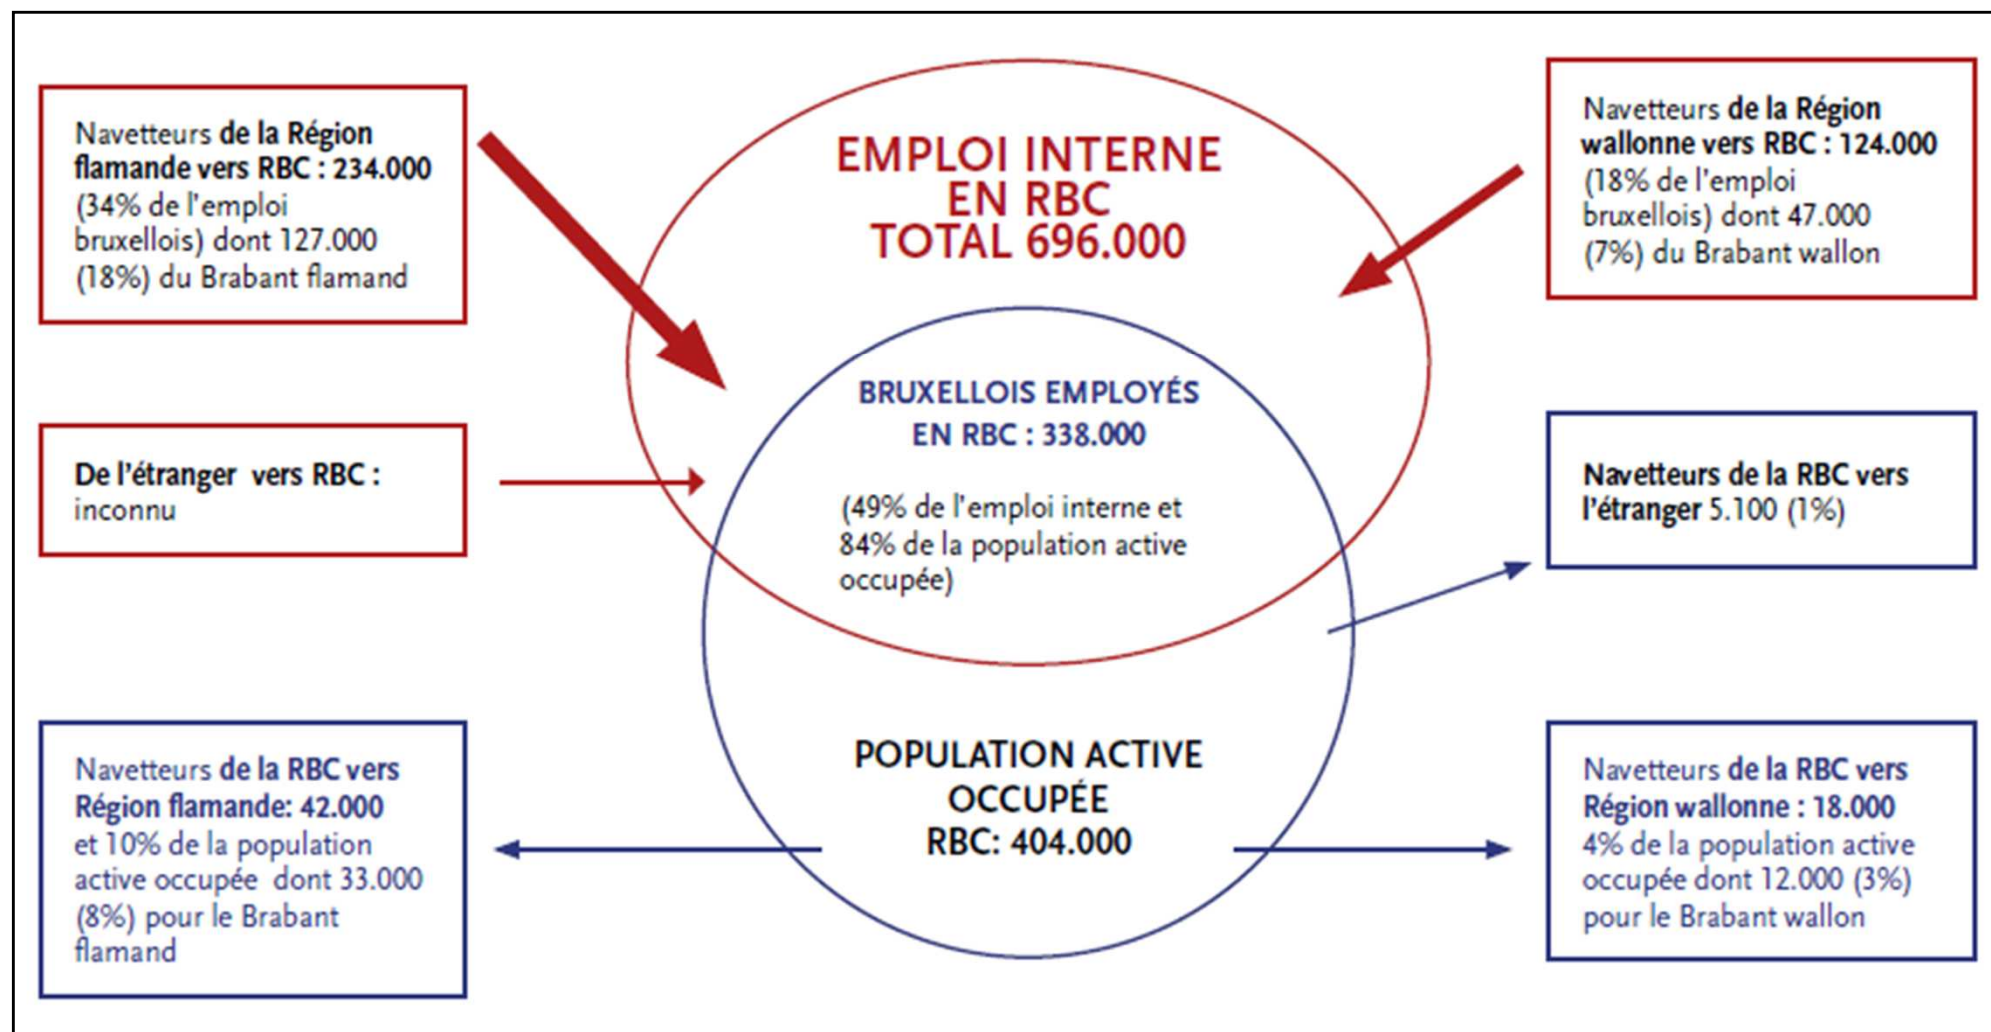 Navetteurs de la Région
flamande vers RBC : 234.000
(34% de l'emploi
bruxellois) dont 127.000
(18%) du Brabant flamand
EMPLOI INTERNE
EN RBC
TOTAL 696.000
Navetteurs de la Région
wallonne vers RBC : 124.000
(18% de l'emploi
bruxellois) dont 47.000
(7%) du Brabant wallon
De l'étranger vers RBC :
inconnu
BRUXELLOIS EMPLOYÉS
EN RBC : 338.000
(49% de l'emploi interne et
84% de la population active
occupée)
Navetteurs de la RBC vers
l'étranger 5.100 (1%)
Navetteurs de la RBC vers
Région flamande: 42.000
et 10% de la population
active occupée dont 33.000
(8%) pour le Brabant
flamand
POPULATION ACTIVE
OCCUPÉE
RBC: 404.000
Navetteurs de la RBC vers
Région wallonne : 18.000
4% de la population active
occupée dont 12.000 (3%)
pour le Brabant wallon